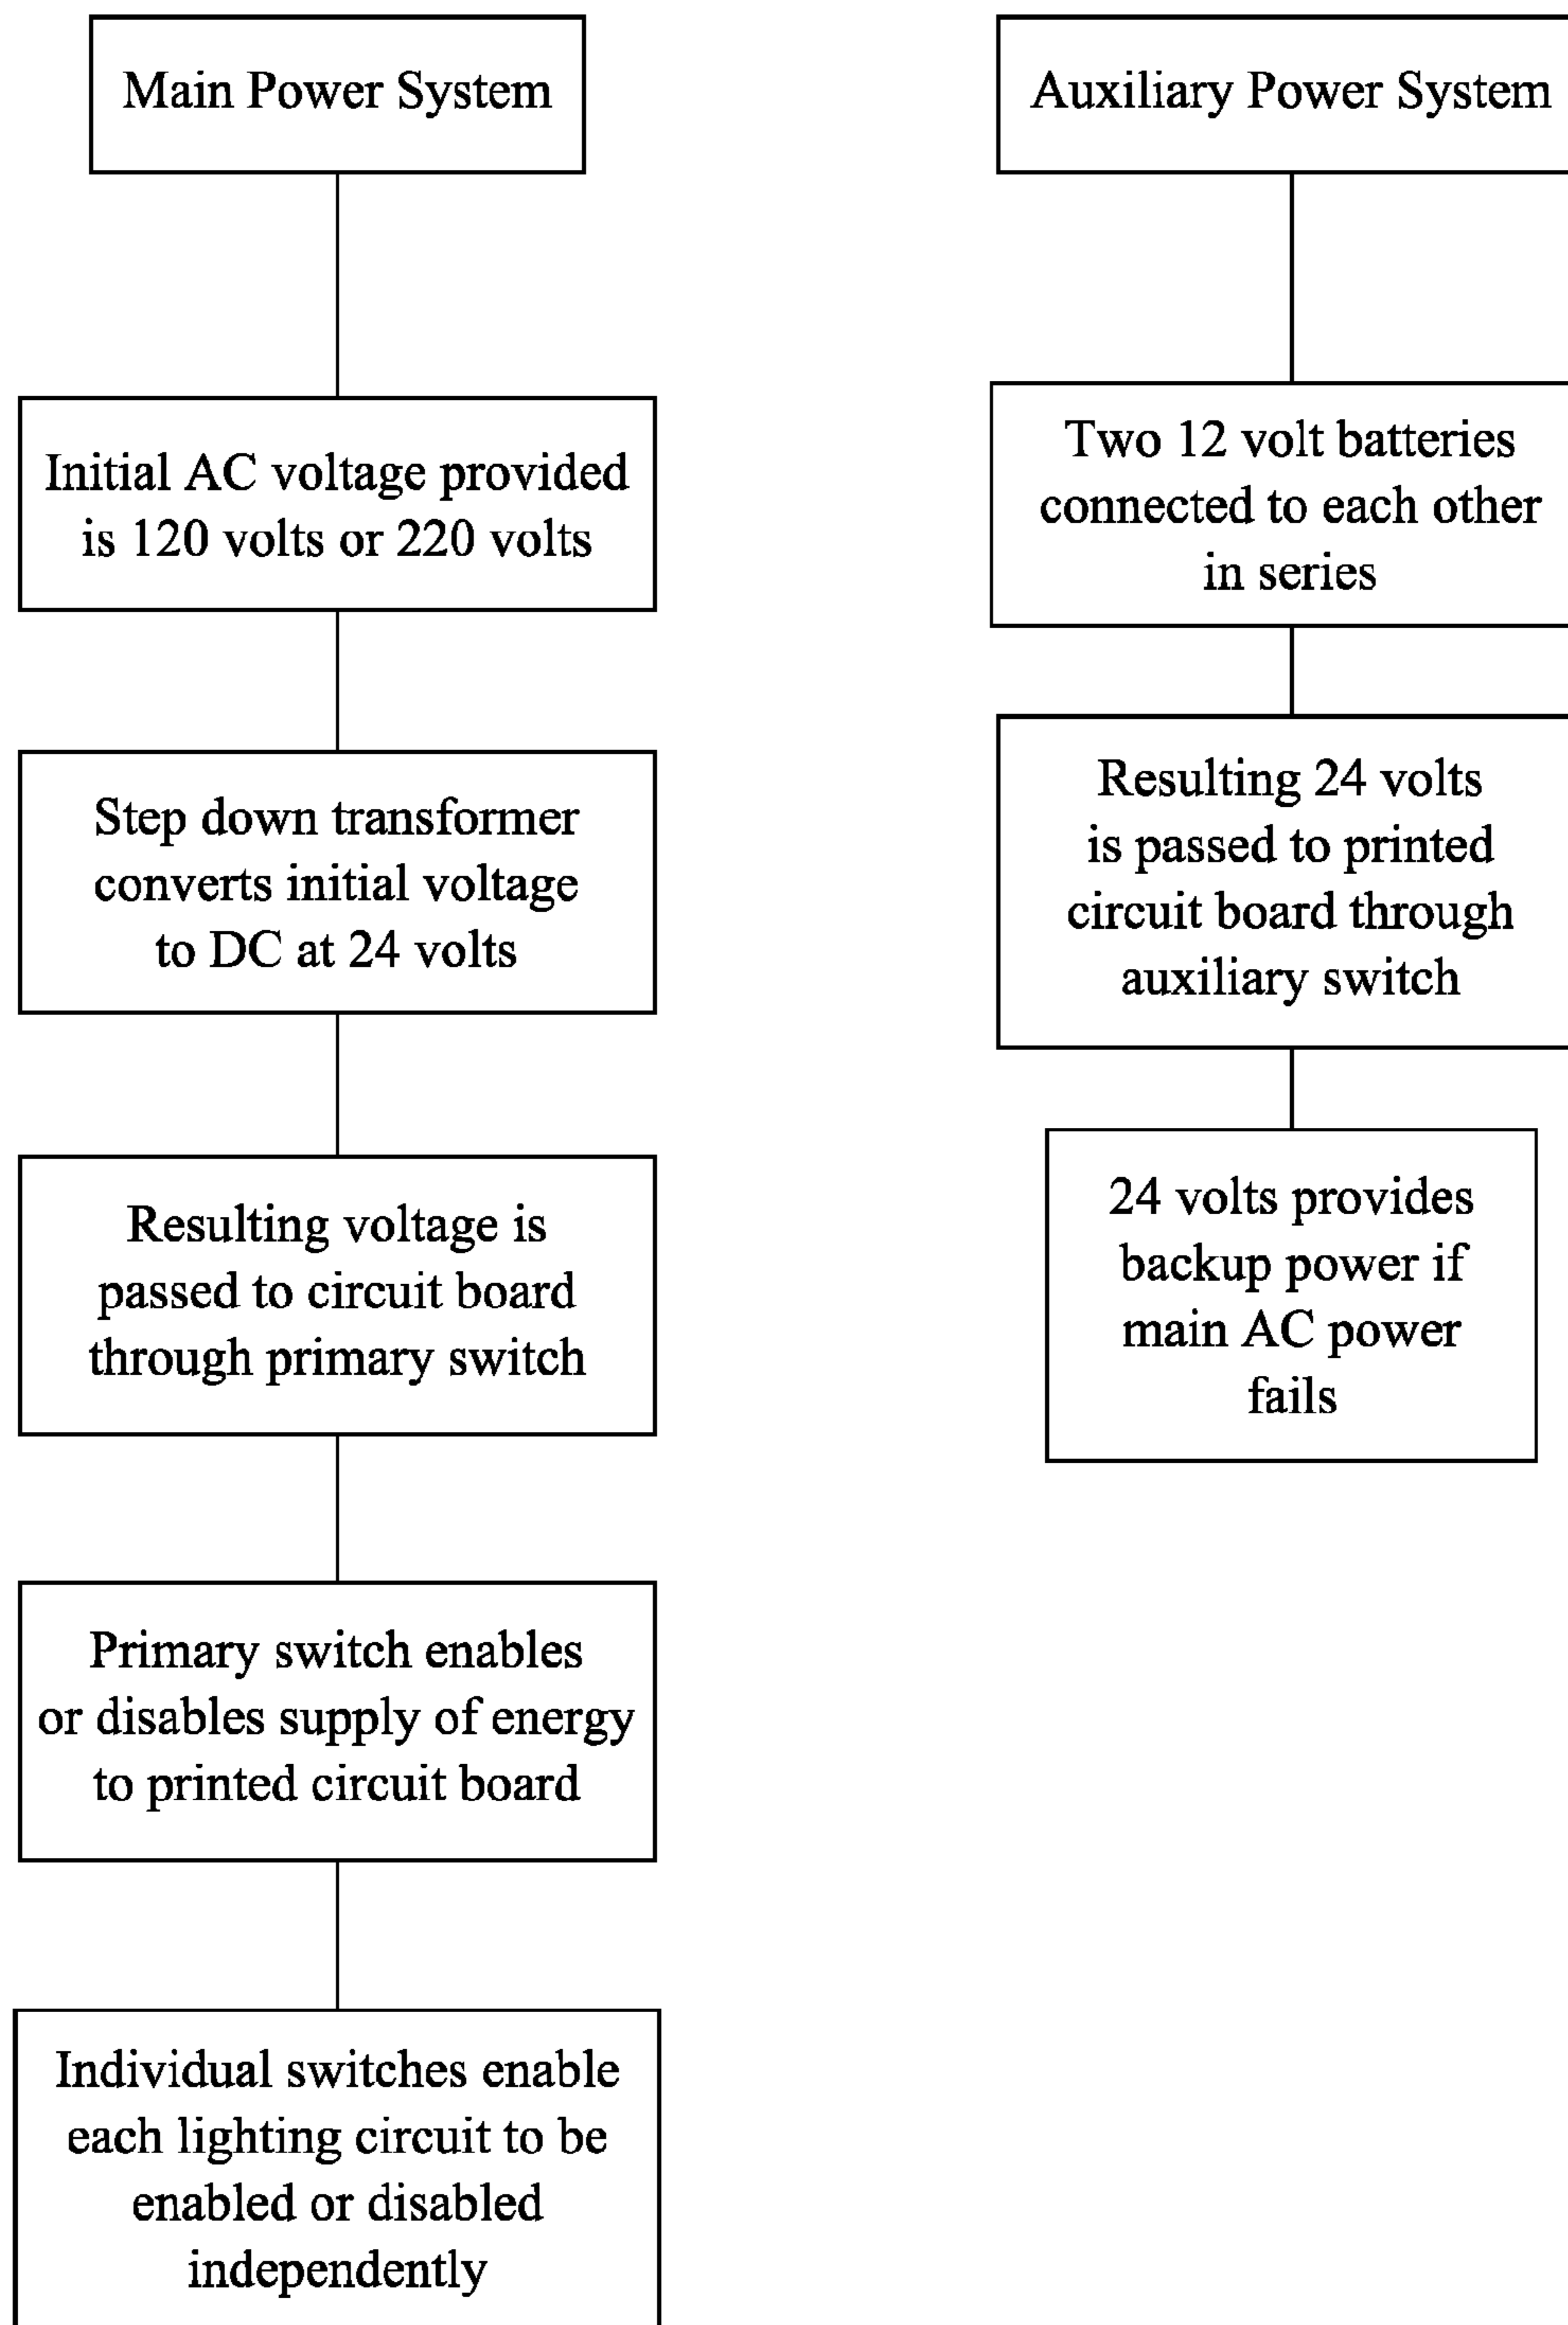 Main Power System
Initial AC voltage provided
is 120 volts or 220 volts
Step down transformer
converts initial voltage
to DC at 24 volts
Resulting voltage is
passed to circuit board
through primary switch
Primary switch enables
or disables supply of energy
to printed circuit board
Individual switches enable
each lighting circuit to be
enabled or disabled
independently
Auxiliary Power System
Two 12 volt batteries
connected to each other
in series
Resulting 24 volts
is passed to printed
circuit board through
auxiliary switch
24 volts provides
backup power if
main AC power
fails